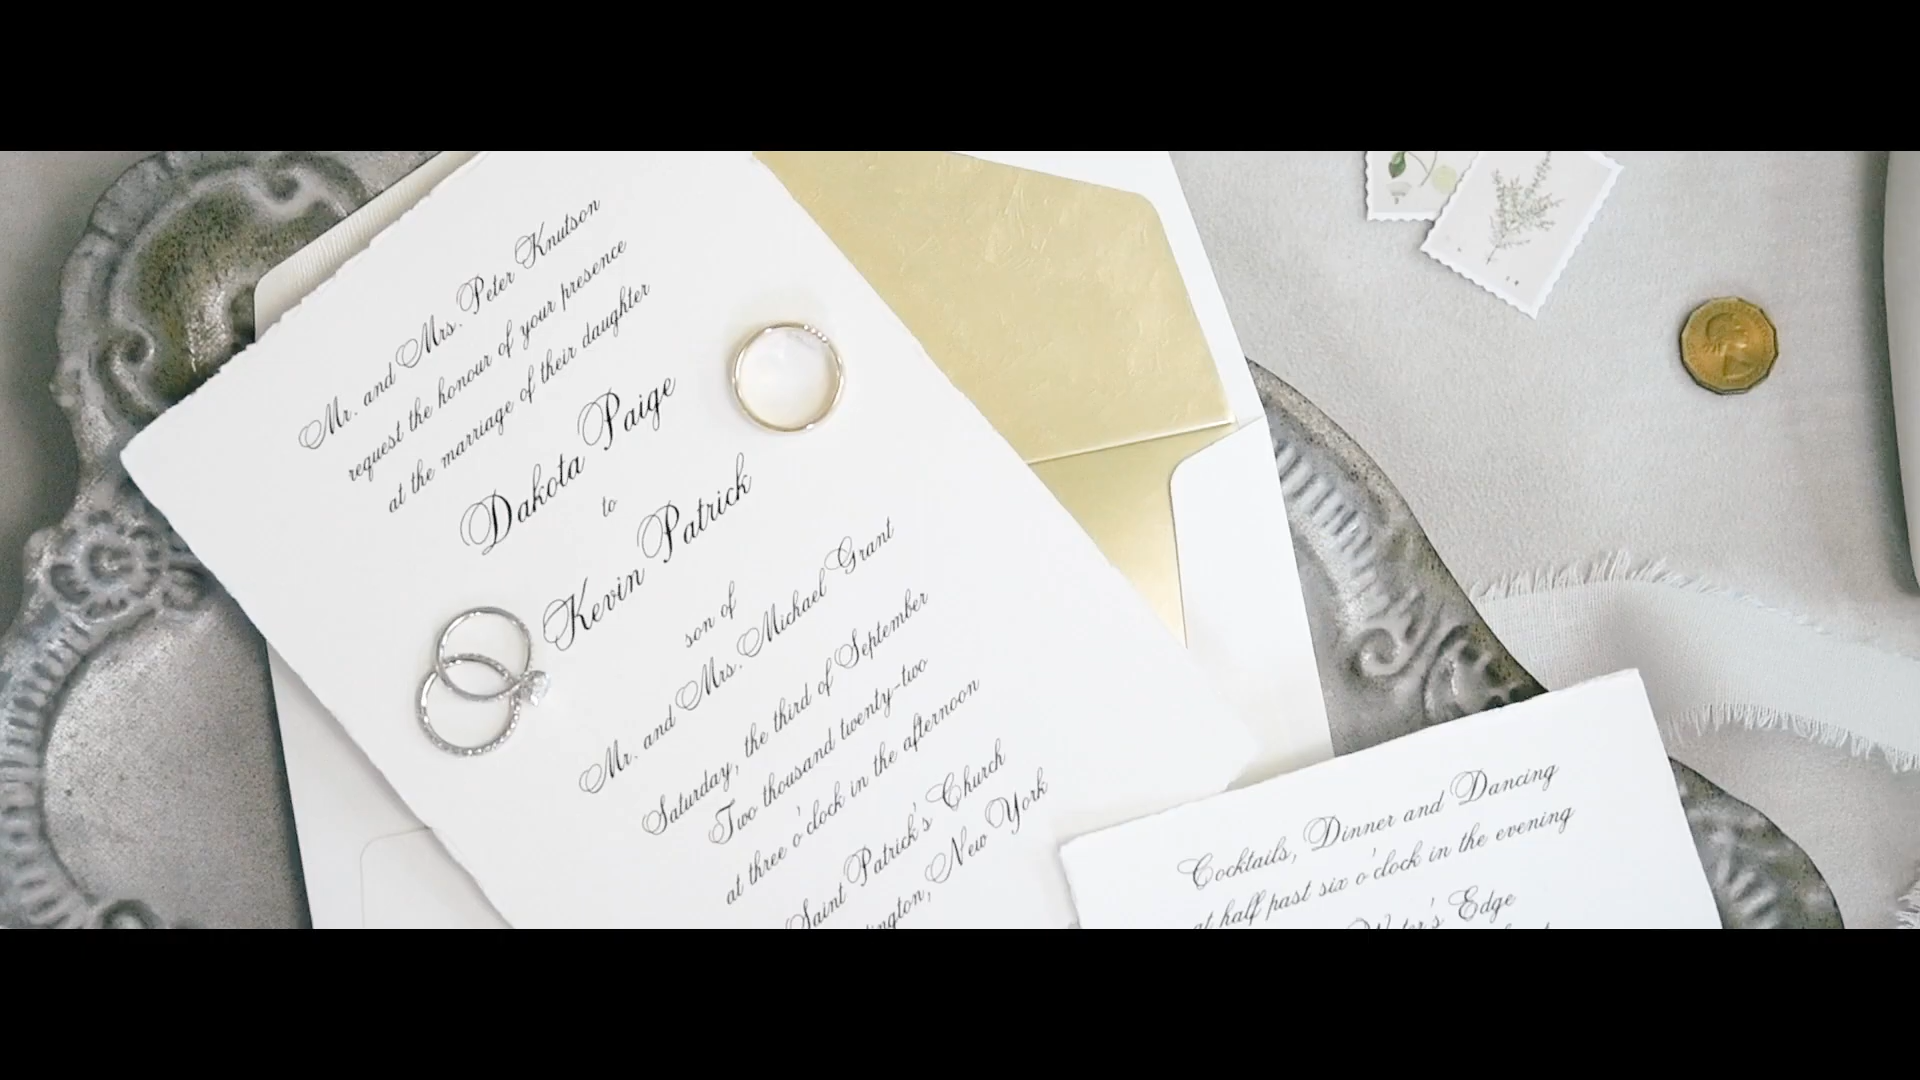 Mr. and Mrs. Peter Knutson
request the honour of your presence
at the marriage of their daughter
Dakota Paige
to
Kevin Patrick
son of
Mr. and Mrs. Michael Grant
Saturday, the third of September
Two thousand twenty-two
at three o'clock in the afternoon
Saint Patrick's Church
New York
Cocktails, Dinner and Dancing
at half past six o'clock in the evening
Water's Edge